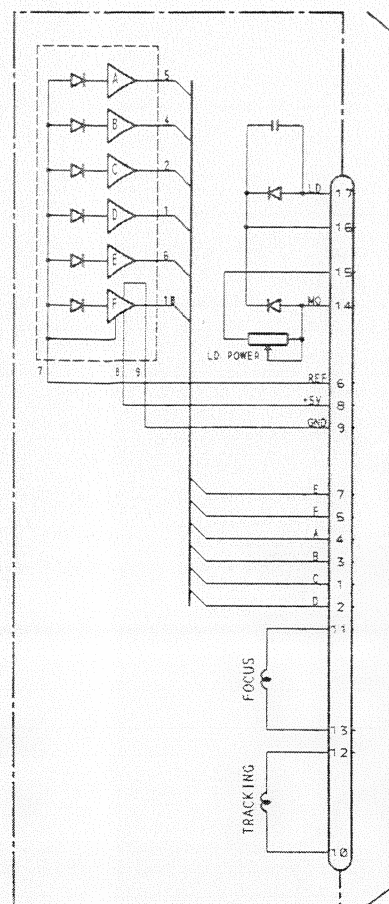 A 5
B 4
C 2
D 1
E 6
F 10
7 8 9
LD 17
16
15
MO 14
LD POWER
REF 6
+5V 8
GND 9
E 7
F 5
A 4
B 3
C 1
D 2
11
FOCUS
13
12
TRACKING
10